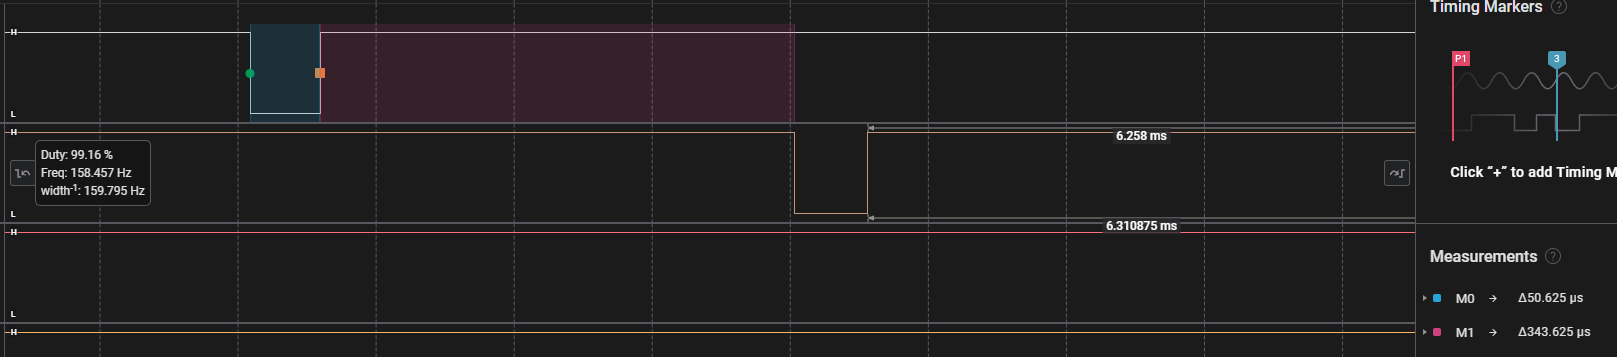 Timing Markers ?
H
L
P1
3
H
6.258 ms
Duty: 99.16 %
Freq: 158.457 Hz
width-1: 159.795 Hz
Click “+” to add Timing M
L
6.310875 ms
H
Measurements ?
M0 → Δ50.625 µs
L
H
M1 → Δ343.625 µs